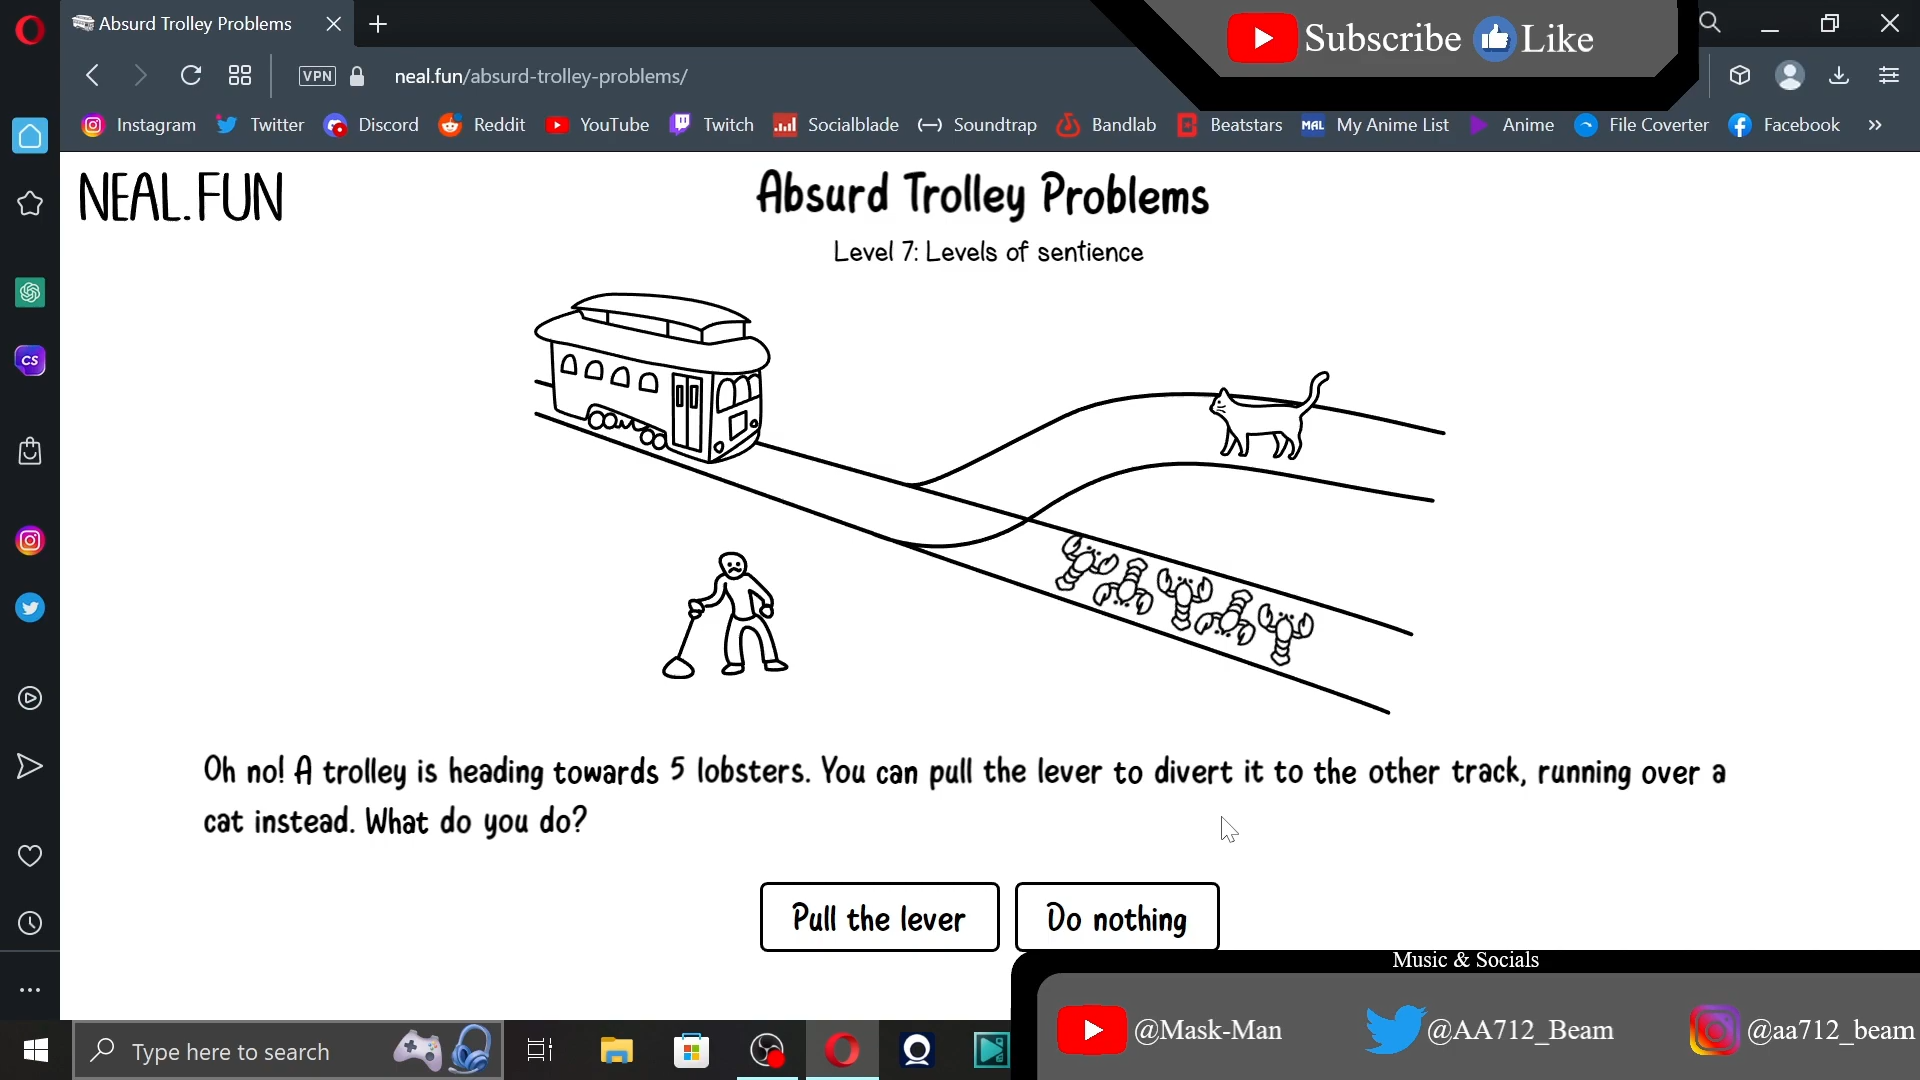 Absurd Trolley Problems
Subscribe Like
VPN neal.fun/absurd-trolley-problems/
Instagram Twitter Discord Reddit YouTube Twitch Socialblade Soundtrap Bandlab Beatstars MAL My Anime List Anime File Coverter Facebook
NEAL.FUN
Absurd Trolley Problems
Level 7: Levels of sentience
CS
Oh no! A trolley is heading towards 5 lobsters. You can pull the lever to divert it to the other track, running over a
cat instead. What do you do?
Pull the lever Do nothing
Music & Socials
Type here to search
@Mask-Man @AA712_Beam @aa712_beam